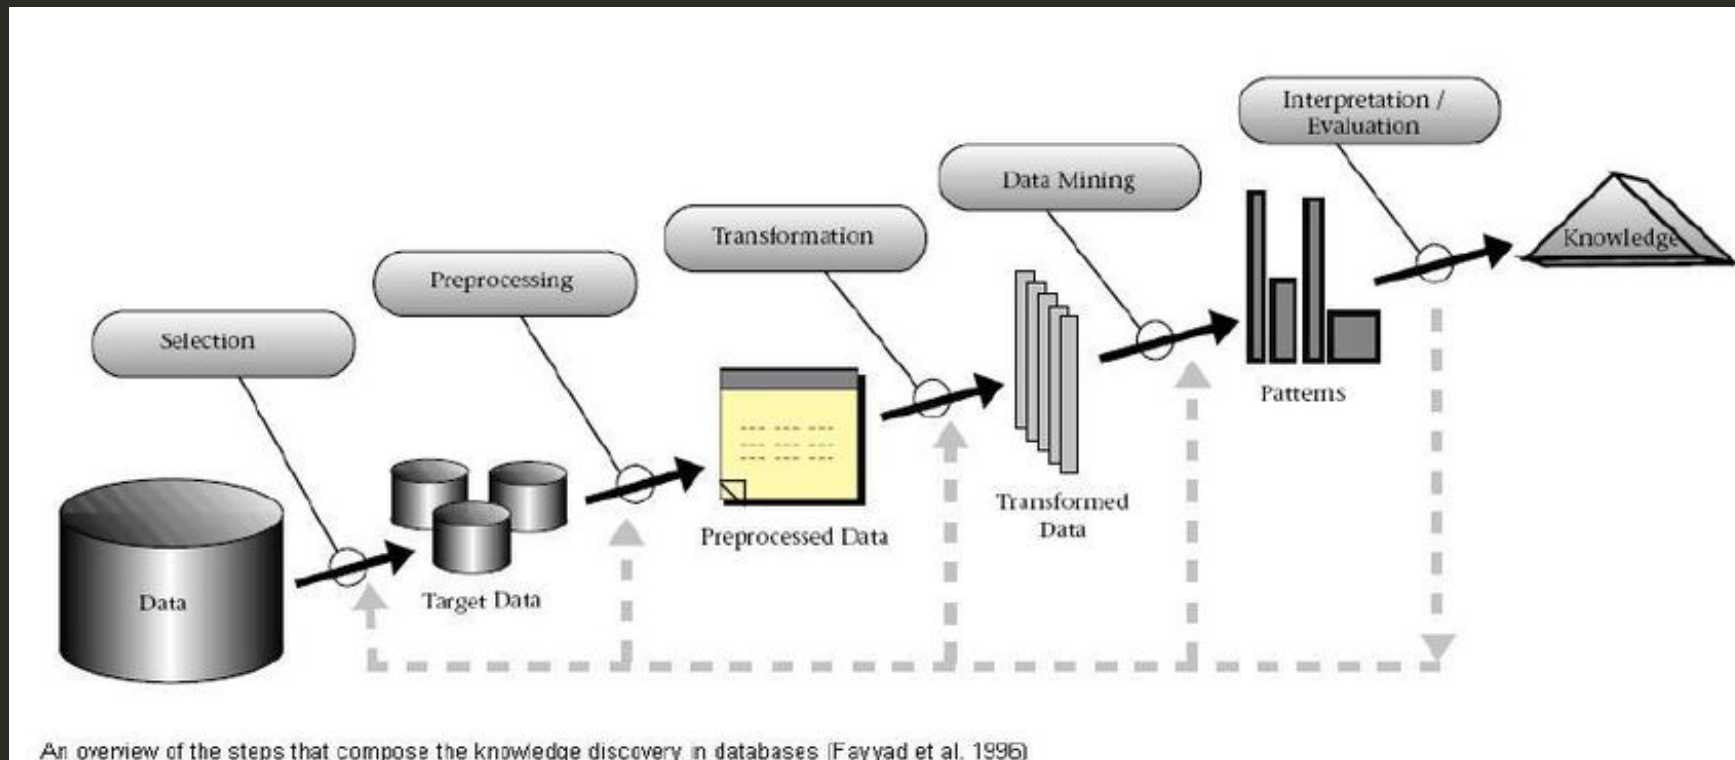 Interpretation /
Evaluation
Data Mining
Knowledge
Transformation
Preprocessing
Selection
Patterns
Transformed
Data
Preprocessed Data
Target Data
Data
An overview of the steps that compose the knowledge discovery in databases (Fayyad et al. 1996)